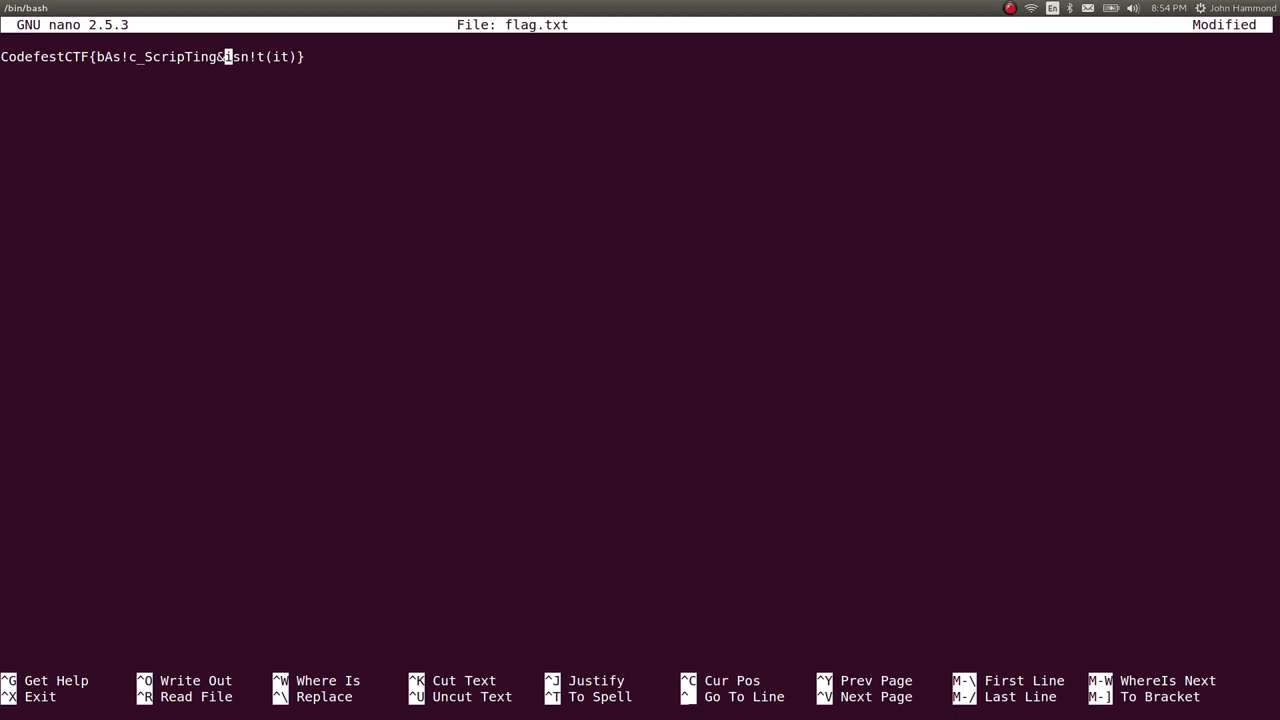 /bin/bash En 8:54 PM John Hammond
GNU nano 2.5.3 File: flag.txt Modified
CodefestCTF{bAs!c_ScripTing&isn!t(it)}
^G Get Help ^O Write Out ^W Where Is ^K Cut Text ^J Justify ^C Cur Pos ^Y Prev Page M-\ First Line M-W WhereIs Next
^X Exit ^R Read File ^\ Replace ^U Uncut Text ^T To Spell ^_ Go To Line ^V Next Page M-/ Last Line M-] To Bracket